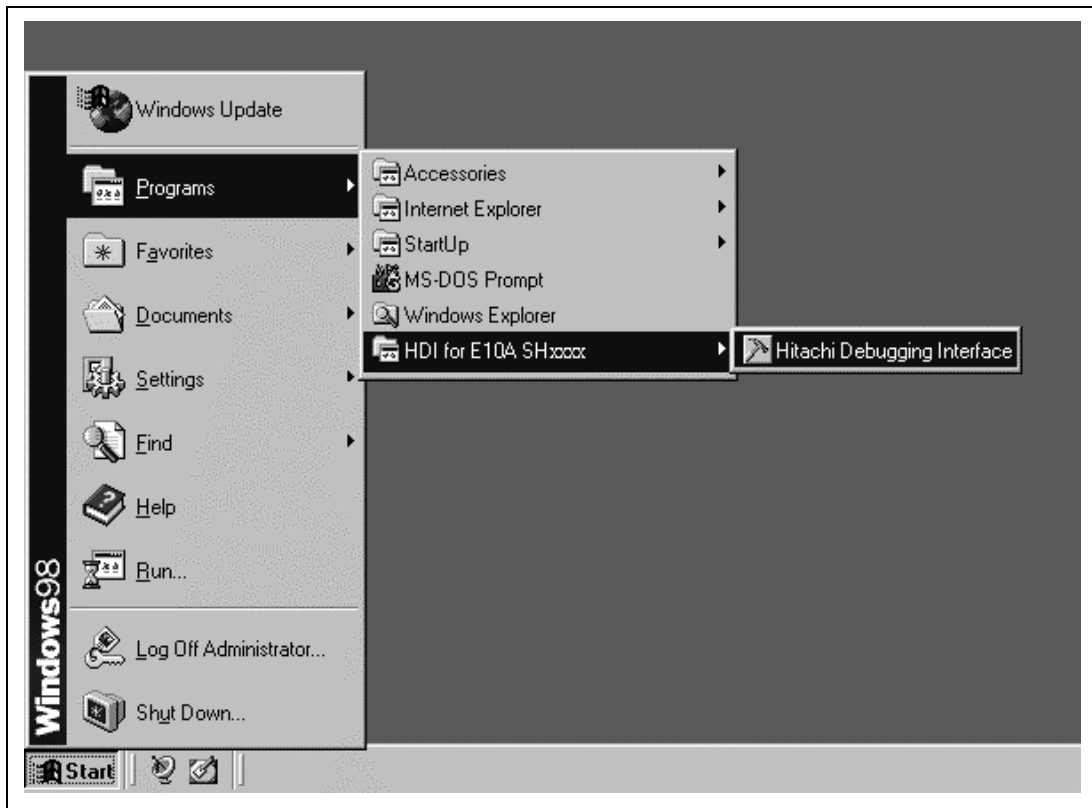 Windows Update
Programs
Favorites
Documents
Settings
Find
Help
Run...
Log Off Administrator...
Shut Down...
Windows98
Accessories
Internet Explorer
StartUp
MS-DOS Prompt
Windows Explorer
HDI for E10A SHxxxx
Hitachi Debugging Interface
Start